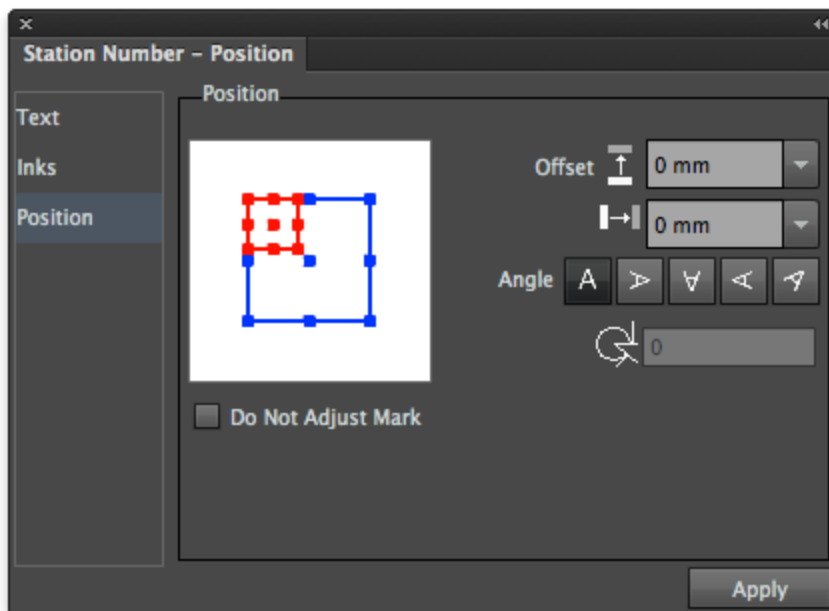 Station Number – Position
Text
Inks
Position
Position
Offset 0 mm
0 mm
Angle A A A A A
0
Do Not Adjust Mark
Apply